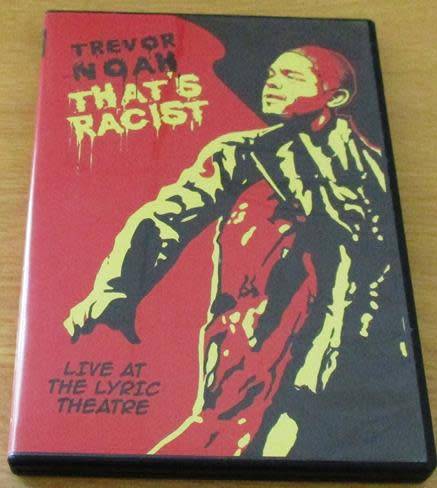 TREVOR
NOAH
THAT'S
RACIST
LIVE AT
THE LYRIC
THEATRE